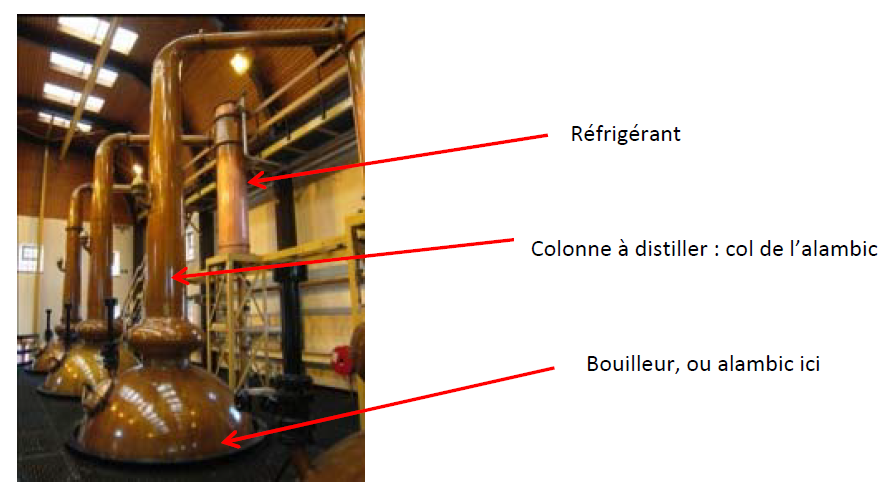 Réfrigérant
Colonne à distiller : col de l’alambic
Bouilleur, ou alambic ici